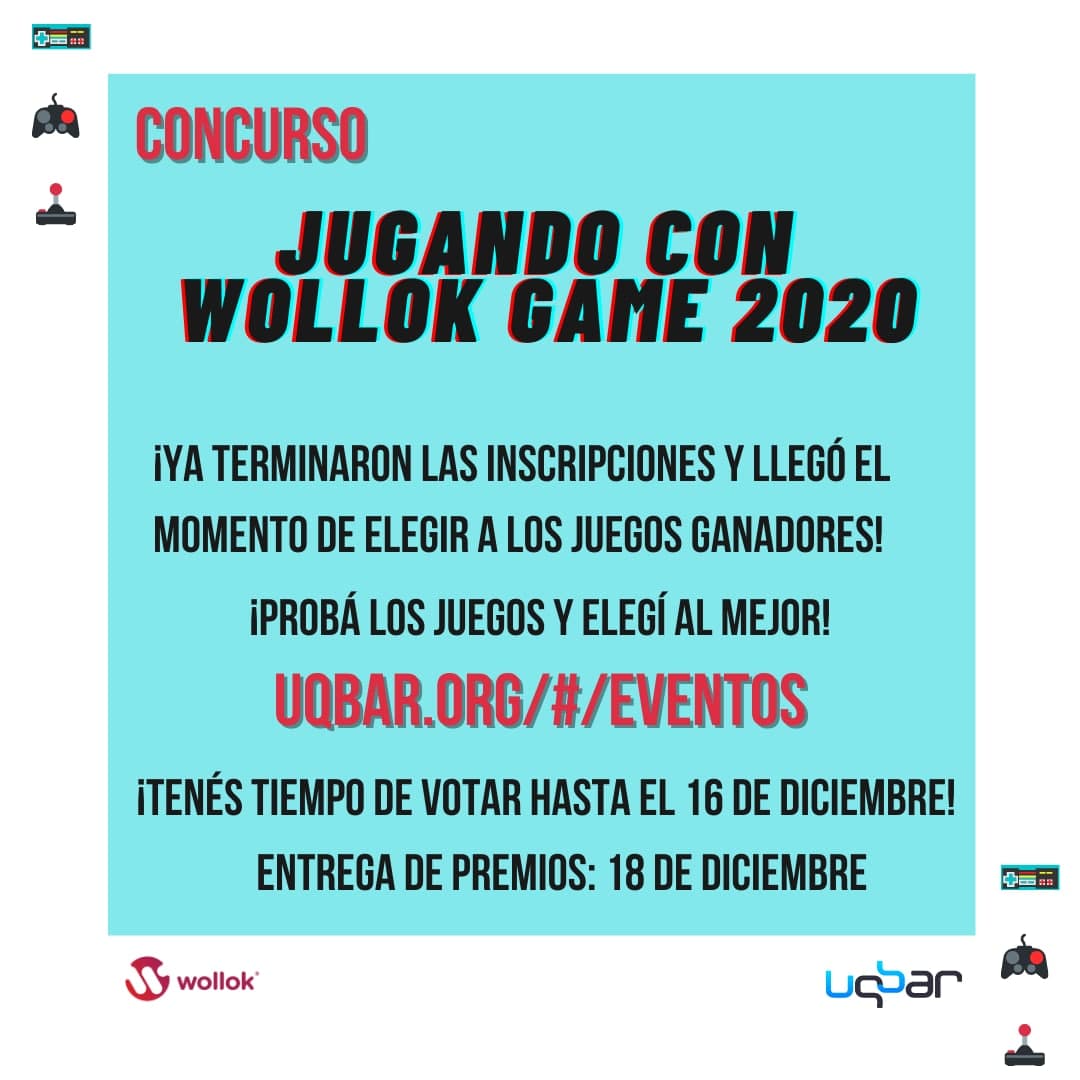 CONCURSO
JUGANDO CON
WOLLOK GAME 2020
¡YA TERMINARON LAS INSCRIPCIONES Y LLEGÓ EL
MOMENTO DE ELEGIR A LOS JUEGOS GANADORES!
¡PROBÁ LOS JUEGOS Y ELEGÍ AL MEJOR!
UQBAR.ORG/#/EVENTOS
¡TENÉS TIEMPO DE VOTAR HASTA EL 16 DE DICIEMBRE!
ENTREGA DE PREMIOS: 18 DE DICIEMBRE
wollok
uqbar